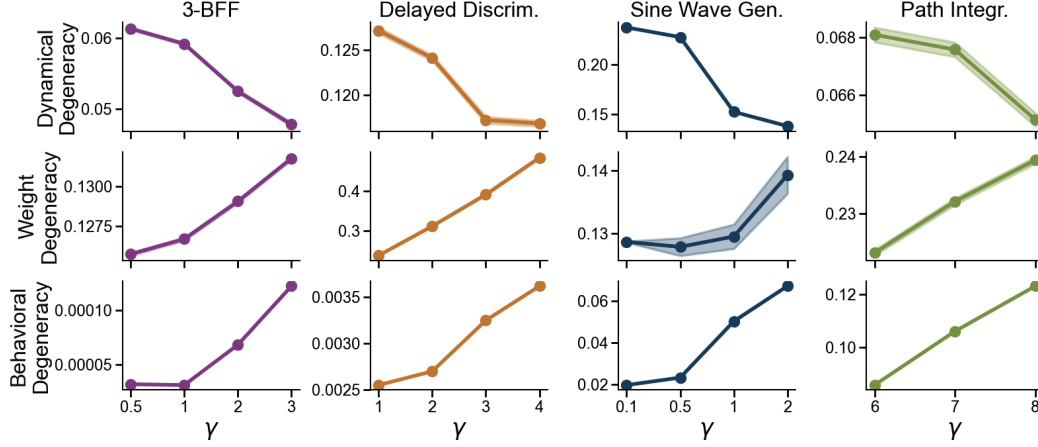 3-BFF Delayed Discrim. Sine Wave Gen. Path Integr.
Dynamical
Degeneracy
0.06
0.05
0.125
0.120
0.20
0.15
0.068
0.066
Weight
Degeneracy
0.1300
0.1275
0.4
0.3
0.14
0.13
0.24
0.23
Behavioral
Degeneracy
0.00010
0.00005
0.0035
0.0030
0.0025
0.06
0.04
0.02
0.12
0.10
0.5 1 2 3 1 2 3 4 0.1 0.5 1 2 6 7 8
γ γ γ γ